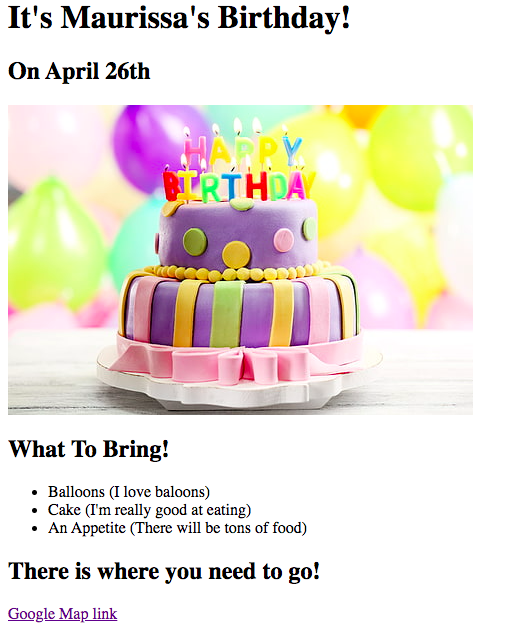 It's Maurissa's Birthday!
On April 26th
HAPPY
BIRTHDAY
What To Bring!
Balloons (I love baloons)
Cake (I'm really good at eating)
An Appetite (There will be tons of food)
There is where you need to go!
Google Map link